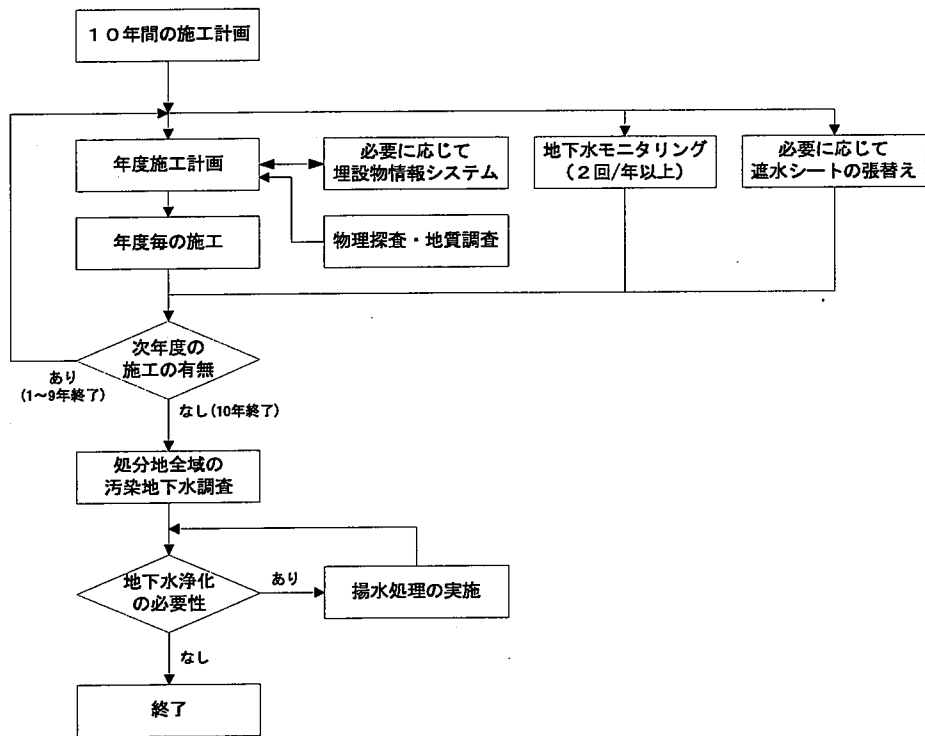 10年間の施工計画
年度施工計画
必要に応じて
埋設物情報システム
地下水モニタリング
(2回/年以上)
必要に応じて
遮水シートの張替え
年度毎の施工
物理探査・地質調査
次年度の
施工の有無
あり
(1~9年終了)
なし(10年終了)
処分地全域の
汚染地下水調査
地下水浄化
の必要性
あり
揚水処理の実施
なし
終了